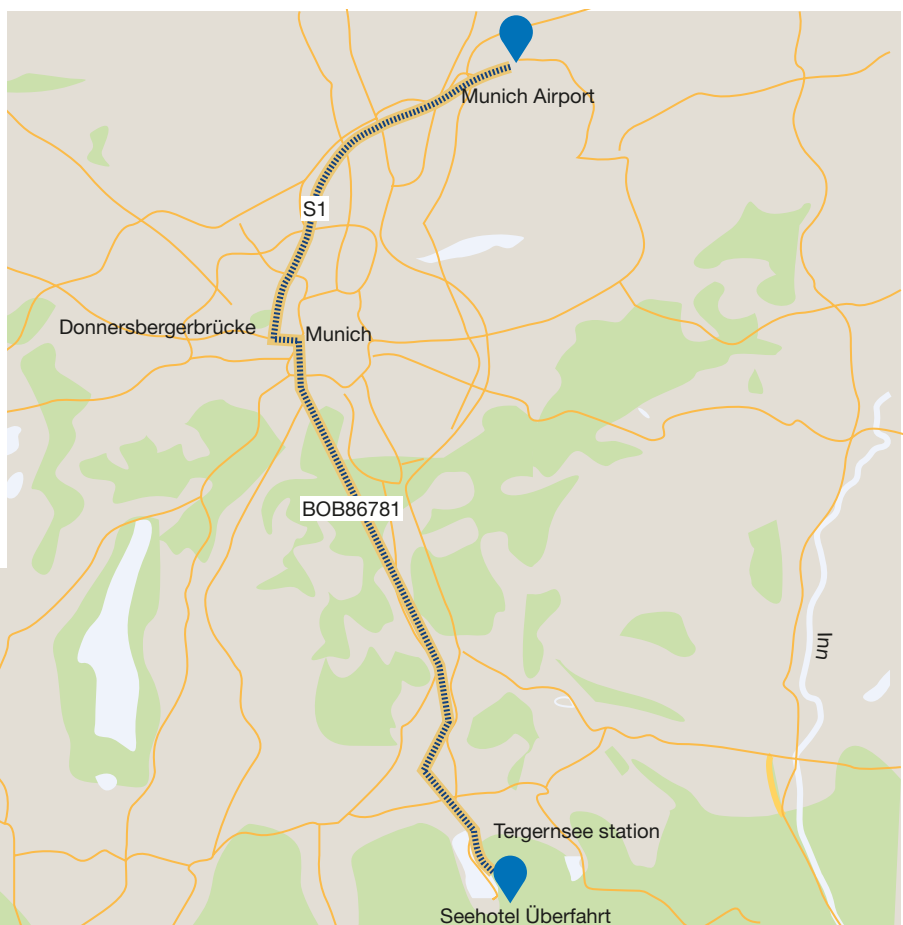 Munich Airport
S1
Donnersbergerbrücke
Munich
BOB86781
Inn
Tergernsee station
Seehotel Überfahrt